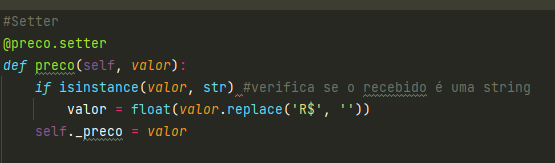 #Setter
@preco.setter
def preco(self, valor):
    if isinstance(valor, str) #verifica se o recebido é uma string
        valor = float(valor.replace('R$', ''))
    self._preco = valor